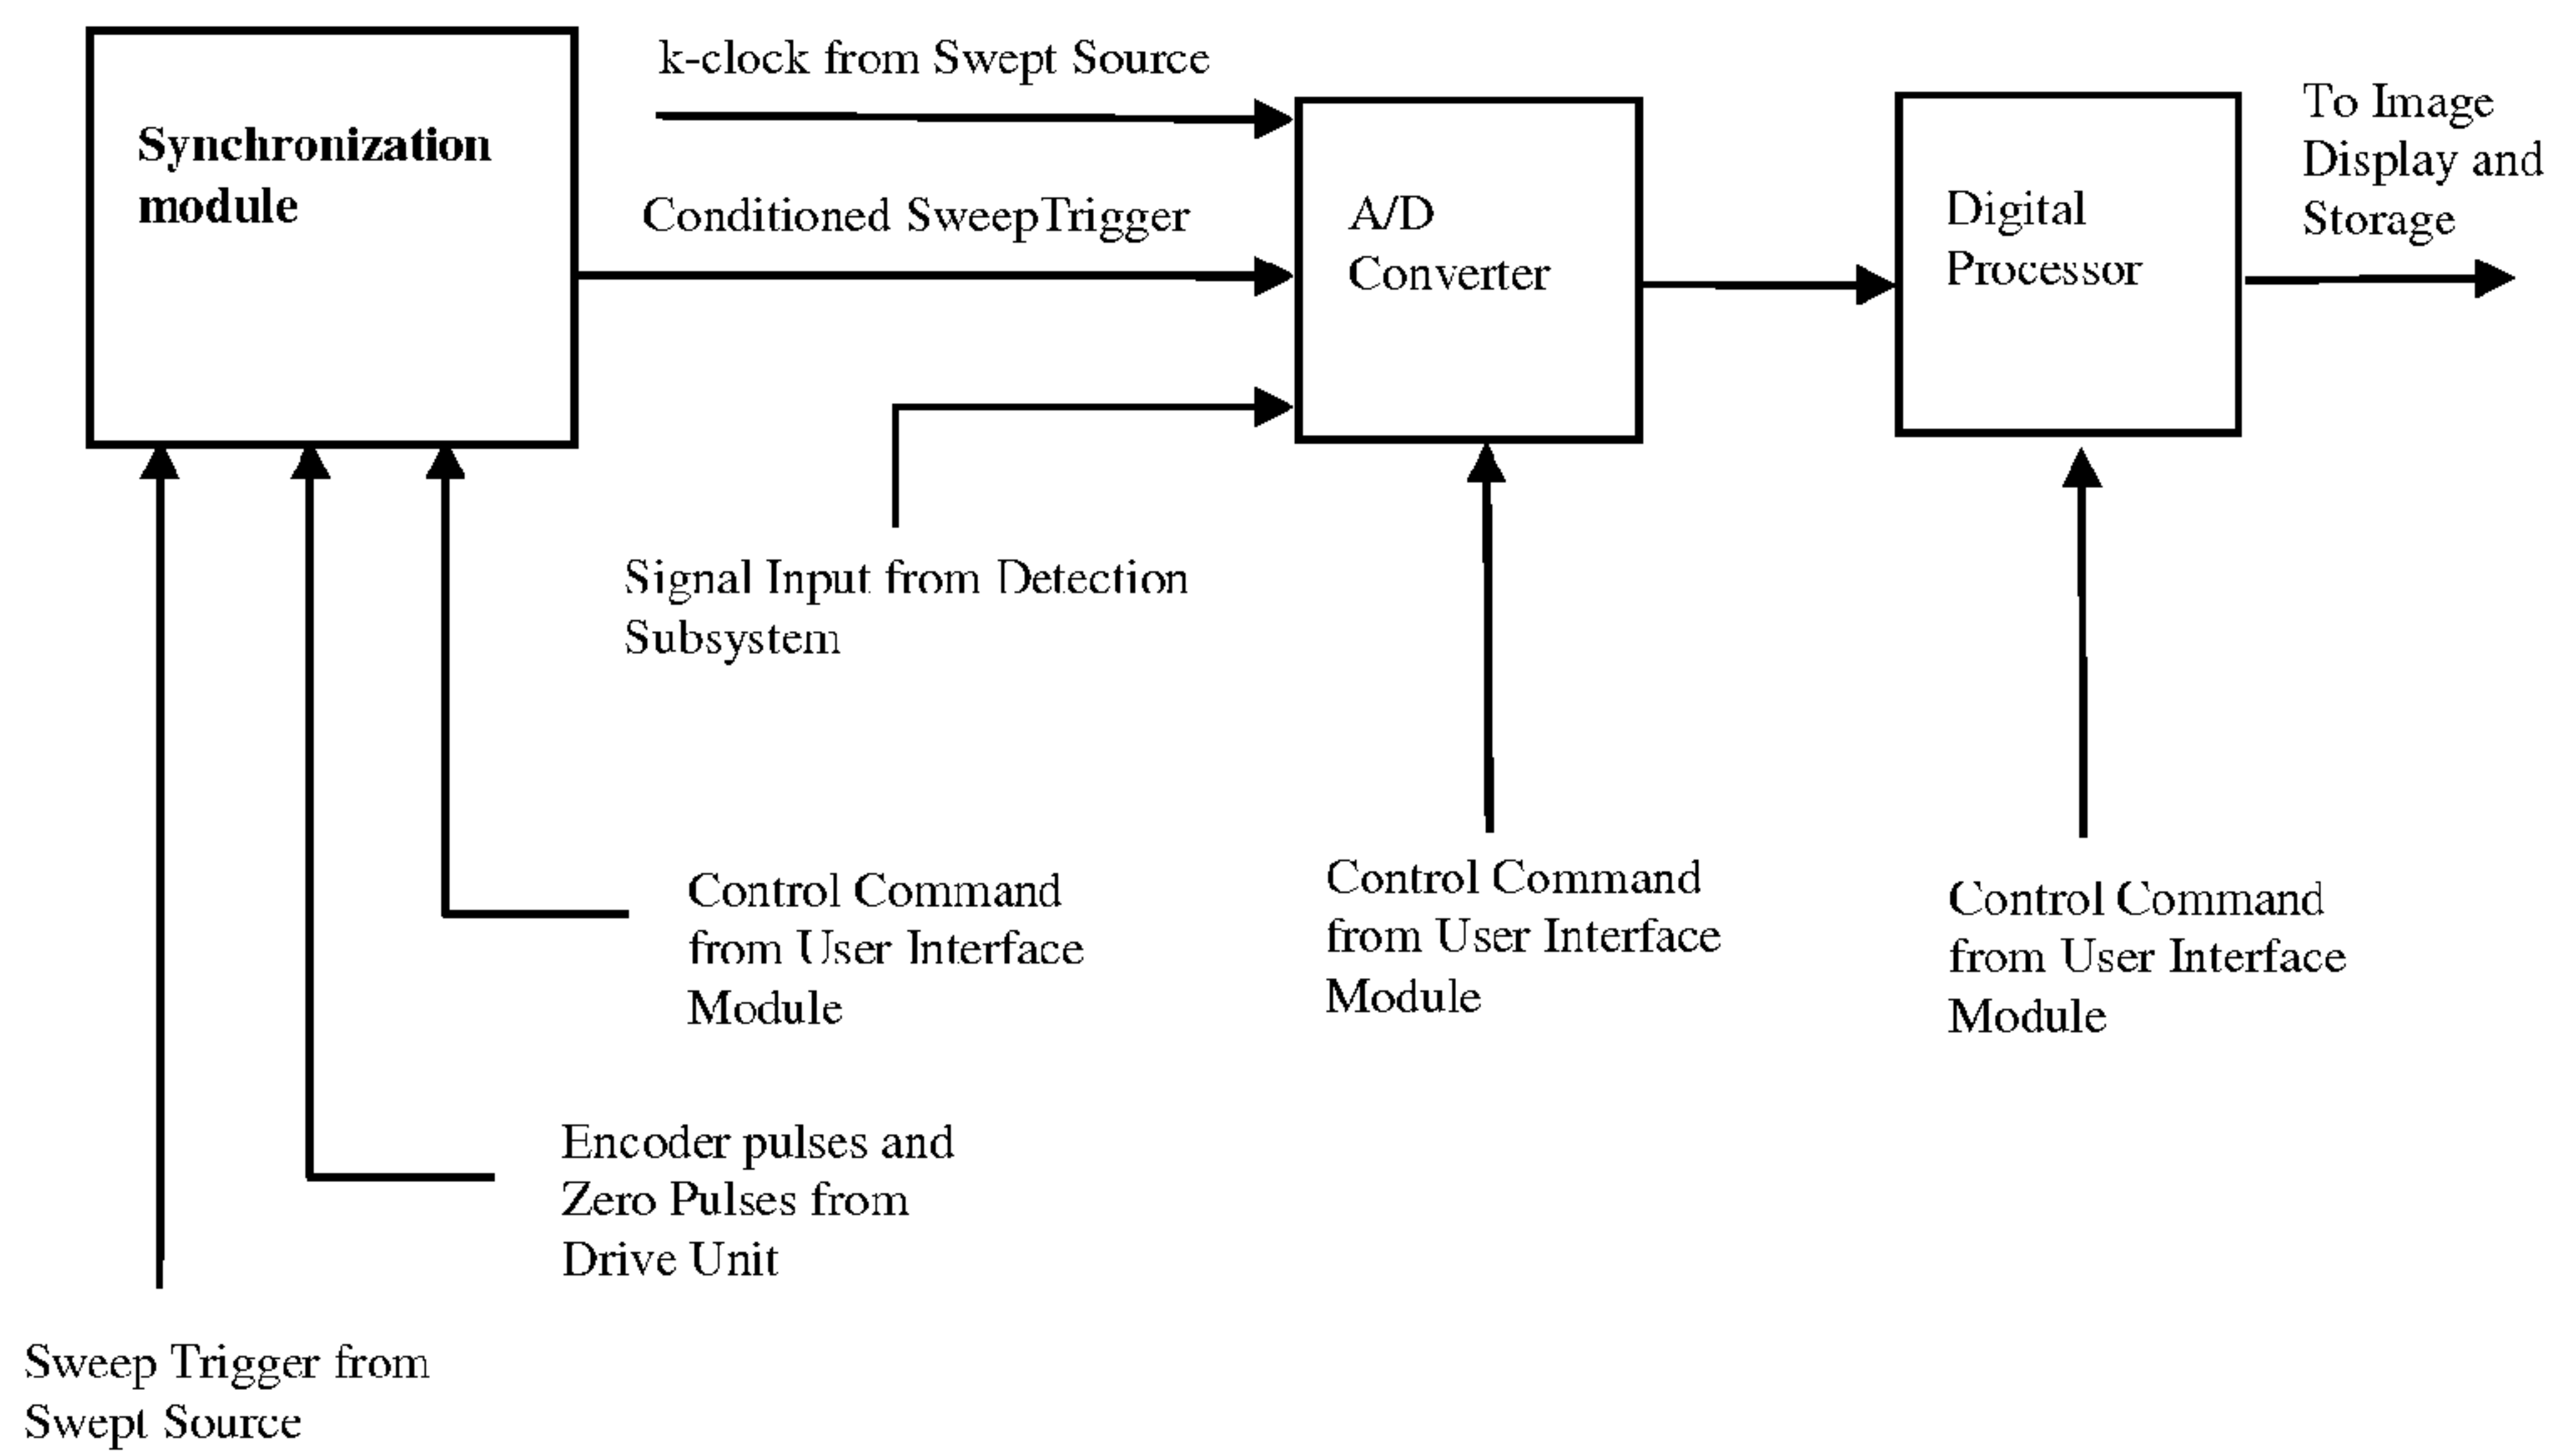 Synchronization
module
k-clock from Swept Source
Conditioned SweepTrigger
A/D
Converter
Digital
Processor
To Image
Display and
Storage
Signal Input from Detection
Subsystem
Control Command
from User Interface
Module
Control Command
from User Interface
Module
Control Command
from User Interface
Module
Encoder pulses and
Zero Pulses from
Drive Unit
Sweep Trigger from
Swept Source